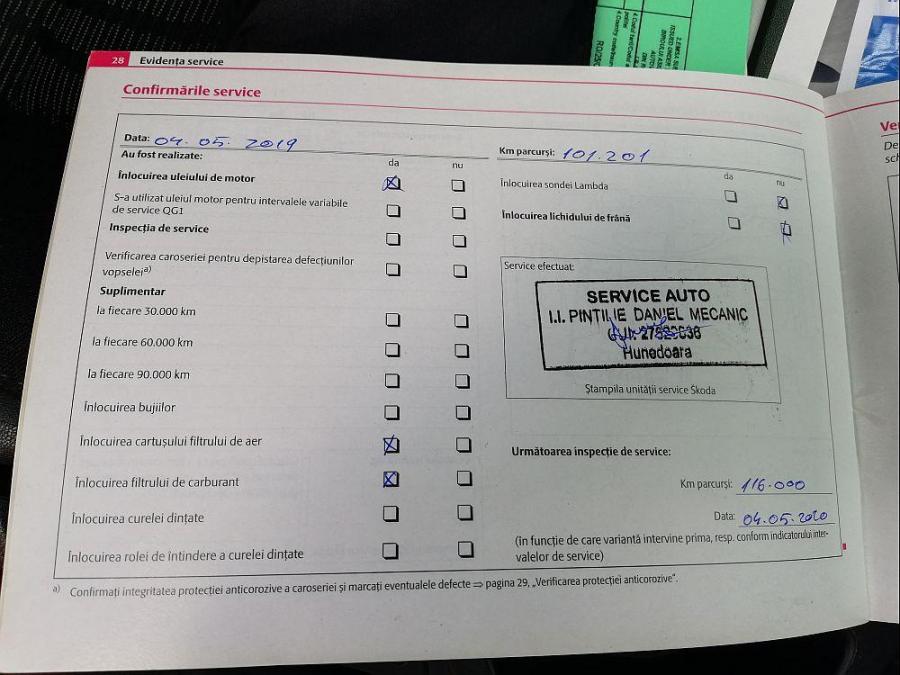 28 Evidența service
Confirmările service
Data: 04.05.2019
Au fost realizate:
da nu
Înlocuirea uleiului de motor
S-a utilizat uleiul motor pentru intervalele variabile
de service QG1
Inspecția de service
Verificarea caroseriei pentru depistarea defecțiunilor
vopselei a)
Suplimentar
la fiecare 30.000 km
la fiecare 60.000 km
la fiecare 90.000 km
Înlocuirea bujiilor
Înlocuirea cartușului filtrului de aer
Înlocuirea filtrului de carburant
Înlocuirea curelei dințate
Înlocuirea rolei de întindere a curelei dințate
Km parcurși: 101.201
da nu
Înlocuirea sondei Lambda
Înlocuirea lichidului de frână
Service efectuat:
SERVICE AUTO
I.I. PINTILIE DANIEL MECANIC
Hunedoara
Ștampila unității service Škoda
Următoarea inspecție de service:
Km parcurși: 116.000
Data: 04.05.2020
(în funcție de care variantă intervine prima, resp. conform indicatorului inter-
valelor de service)
a) Confirmați integritatea protecției anticorozive a caroseriei și marcați eventualele defecte ⇒ pagina 29, „Verificarea protecției anticorozive”.
Ve
De
sch